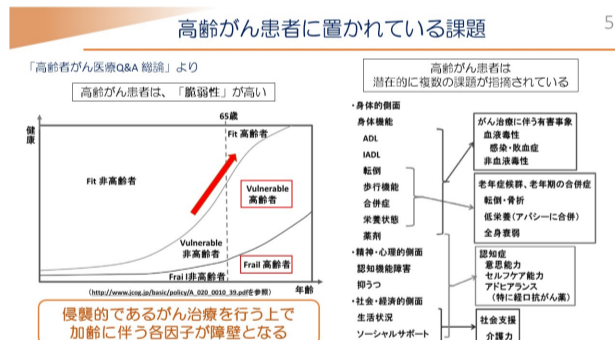 高齢がん患者に置かれている課題
5
「高齢者がん医療Q&A 総論」より
高齢がん患者は、「脆弱性」が高い
65歳
健康
Fit 高齢者
Fit 非高齢者
Vulnerable
高齢者
Vulnerable
非高齢者
Frail 高齢者
Frail非高齢者
年齢
(http://www.jcog.jp/basic/policy/A_020_0010_39.pdfを参照)
侵襲的であるがん治療を行う上で
加齢に伴う各因子が障壁となる
高齢がん患者は
潜在的に複数の課題が指摘されている
・身体的側面
身体機能
ADL
IADL
転倒
歩行機能
合併症
栄養状態
薬剤
・精神・心理的側面
認知機能障害
抑うつ
・社会・経済的側面
生活状況
ソーシャルサポート
がん治療に伴う有害事象
血液毒性
感染・敗血症
非血液毒性
老年症候群、老年期の合併症
転倒・骨折
低栄養(アパシーに合併)
全身衰弱
認知症
意思能力
セルフケア能力
アドヒアランス
(特に経口抗がん薬)
社会支援
介護力